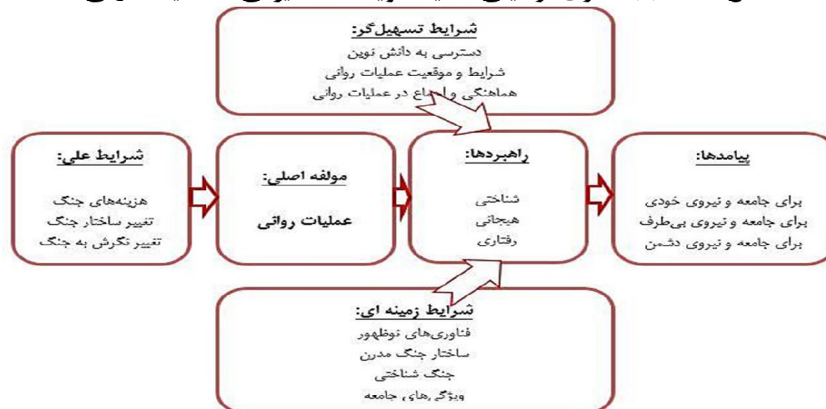 شرایط تسهیل‌گر:
دسترسی به دانش نوین
شرایط و موقعیت عملیات روانی
هماهنگی و در عملیات روانی
شرایط علی:
هزینه‌های جنگ
تغییر ساختار جنگ
تغییر نگرش به جنگ
مولفه اصلی:
عملیات روانی
راهبردها:
شناختی
هیجانی
رفتاری
پیامدها:
برای جامعه و نیروی خودی
برای جامعه و نیروی بی‌طرف
برای جامعه و نیروی دشمن
شرایط زمینه ای:
فناوری‌های نوظهور
ساختار جنگ مدرن
جنگ شناختی
ویژگی‌های جامعه